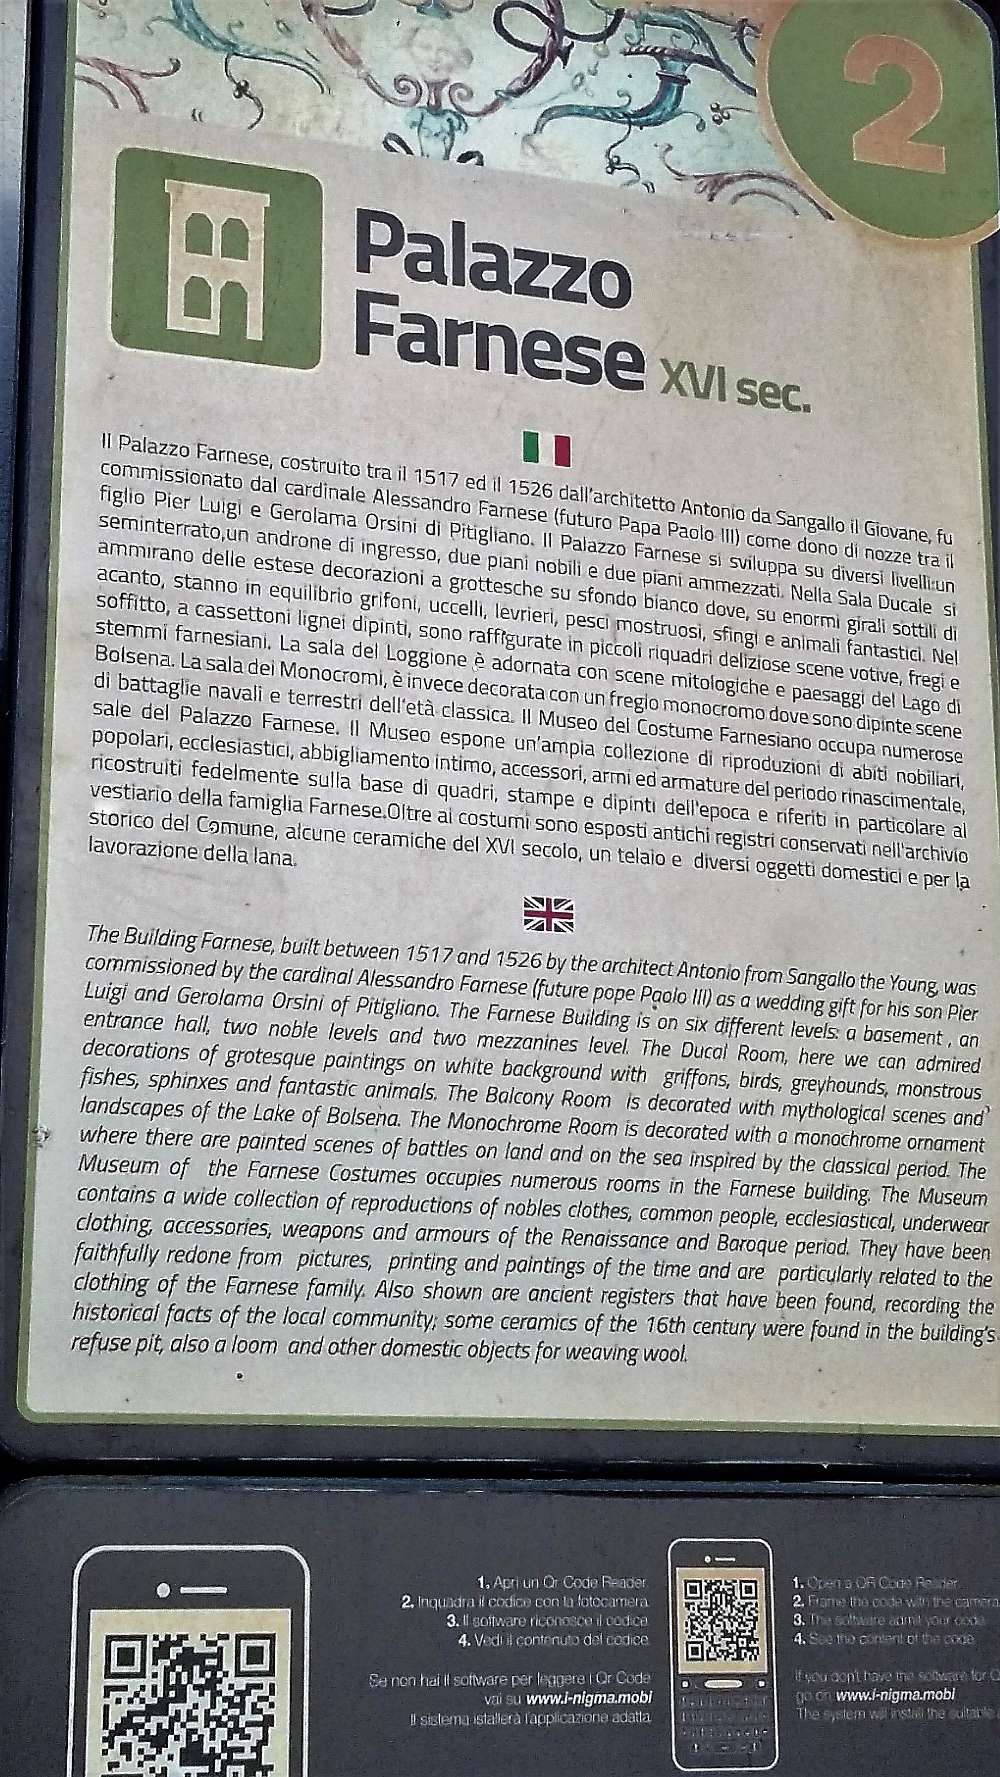 2
Palazzo
Farnese XVI sec.
Il Palazzo Farnese, costruito tra il 1517 ed il 1526 dall'architetto Antonio da Sangallo il Giovane, fu
commissionato dal cardinale Alessandro Farnese (futuro Papa Paolo III) come dono di nozze tra il
figlio Pier Luigi e Gerolama Orsini di Pitigliano. Il Palazzo Farnese si sviluppa su diversi livelli:un
seminterrato,un androne di ingresso, due piani nobili e due piani ammezzati. Nella Sala Ducale si
ammirano delle estese decorazioni a grottesche su sfondo bianco dove, su enormi girali sottili di
acanto, stanno in equilibrio grifoni, uccelli, levrieri, pesci mostruosi, sfingi e animali fantastici. Nel
soffitto, a cassettoni lignei dipinti, sono raffigurate in piccoli riquadri deliziose scene votive, fregi e
stemmi farnesiani. La sala del Loggione è adornata con scene mitologiche e paesaggi del Lago di
Bolsena. La sala dei Monocromi, è invece decorata con un fregio monocromo dove sono dipinte scene
di battaglie navali e terrestri dell'età classica. Il Museo del Costume Farnesiano occupa numerose
sale del Palazzo Farnese. Il Museo espone un'ampia collezione di riproduzioni di abiti nobiliari,
popolari, ecclesiastici, abbigliamento intimo, accessori, armi ed armature del periodo rinascimentale,
ricostruiti fedelmente sulla base di quadri, stampe e dipinti dell'epoca e riferiti in particolare al
vestiario della famiglia Farnese.Oltre ai costumi sono esposti antichi registri conservati nell'archivio
storico del Comune, alcune ceramiche del XVI secolo, un telaio e diversi oggetti domestici e per la
lavorazione della lana.
The Building Farnese, built between 1517 and 1526 by the architect Antonio from Sangallo the Young, was
commissioned by the cardinal Alessandro Farnese (future pope Paolo III) as a wedding gift for his son Pier
Luigi and Gerolama Orsini of Pitigliano. The Farnese Building is on six different levels: a basement , an
entrance hall, two noble levels and two mezzanines level. The Ducal Room, here we can admired
decorations of grotesque paintings on white background with griffons, birds, greyhounds, monstrous
fishes, sphinxes and fantastic animals. The Balcony Room is decorated with mythological scenes and
landscapes of the Lake of Bolsena. The Monochrome Room is decorated with a monochrome ornament
where there are painted scenes of battles on land and on the sea inspired by the classical period. The
Museum of the Farnese Costumes occupies numerous rooms in the Farnese building. The Museum
contains a wide collection of reproductions of nobles clothes, common people, ecclesiastical, underwear
clothing, accessories, weapons and armours of the Renaissance and Baroque period. They have been
faithfully redone from pictures, printing and paintings of the time and are particularly related to the
clothing of the Farnese family. Also shown are ancient registers that have been found, recording the
historical facts of the local community; some ceramics of the 16th century were found in the building's
refuse pit, also a loom and other domestic objects for weaving wool.
1. Apri un Qr Code Reader
2. Inquadra il codice con la fotocamera
3. Il software riconosce il codice
4. Vedi il contenuto del codice
Se non hai il software per leggere i Qr Code
vai su www.i-nigma.mobi
Il sistema istallerà l'applicazione adatta
1. Open a QR Code Reader
2. Frame the code with the camera
3. The software admit your code
4. See the content of the code
If you don't have the software for
go on www.i-nigma.mobi
The system will install the suitable